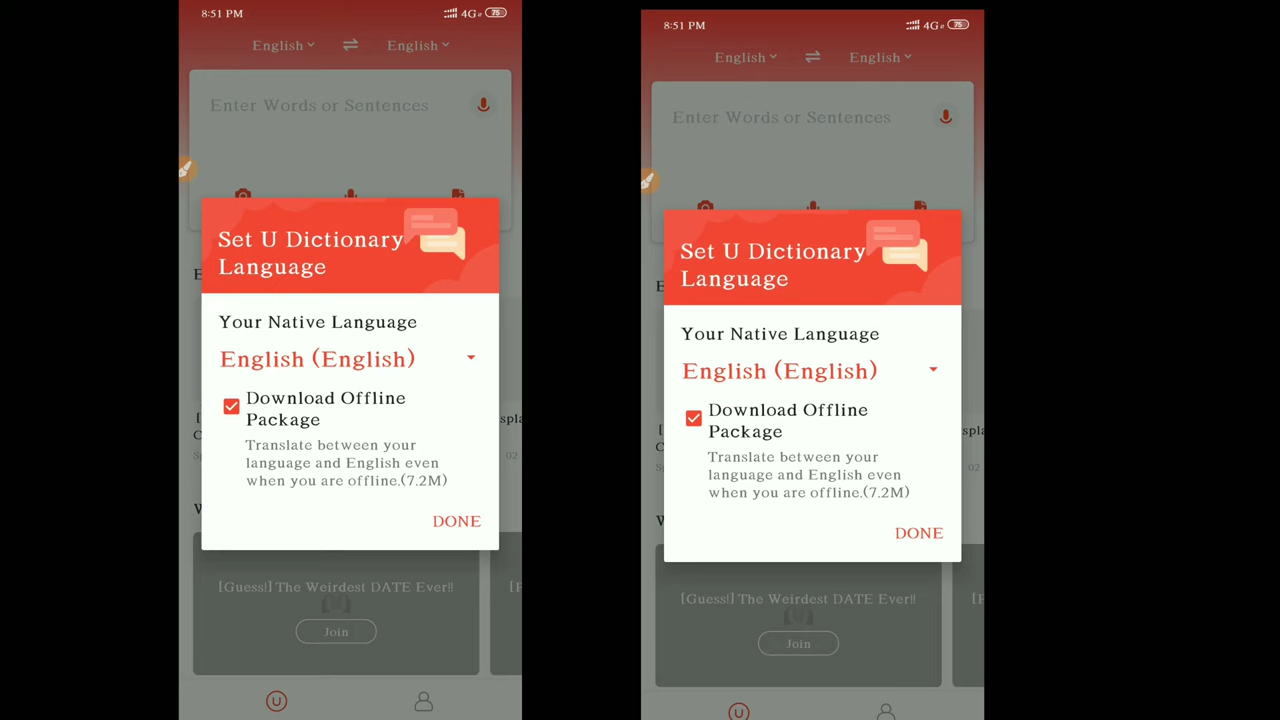 8:51 PM
4G
75
English
English
Enter Words or Sentences
Set U Dictionary
Language
Your Native Language
English (English)
Download Offline
Package
Translate between your
language and English even
when you are offline.(7.2M)
DONE
[Guess!] The Weirdest DATE Ever!!
Join
U
8:51 PM
4G
75
English
English
Enter Words or Sentences
Set U Dictionary
Language
Your Native Language
English (English)
Download Offline
Package
Translate between your
language and English even
when you are offline.(7.2M)
DONE
02
[Guess!] The Weirdest DATE Ever!!
Join
U